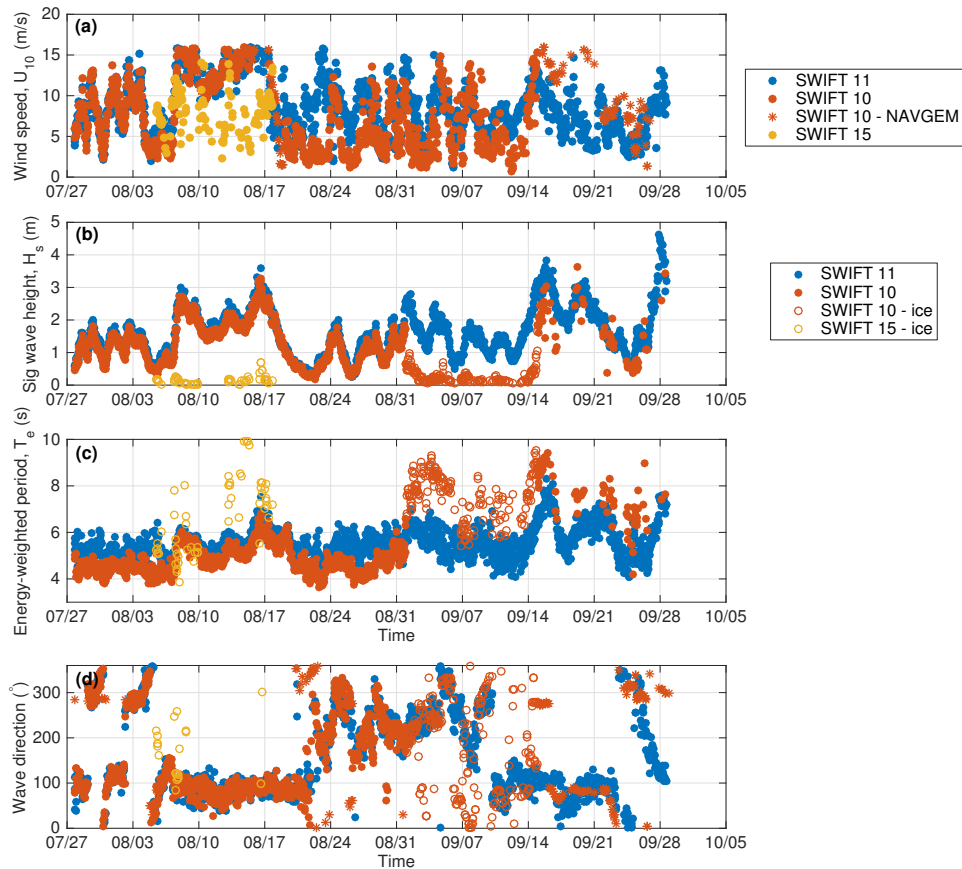 (a)
Wind speed, U10 (m/s)
20
15
10
5
0
07/27 08/03 08/10 08/17 08/24 08/31 09/07 09/14 09/21 09/28 10/05
SWIFT 11
SWIFT 10
SWIFT 10 - NAVGEM
SWIFT 15
(b)
Sig wave height, Hs (m)
5
4
3
2
1
0
07/27 08/03 08/10 08/17 08/24 08/31 09/07 09/14 09/21 09/28 10/05
SWIFT 11
SWIFT 10
SWIFT 10 - ice
SWIFT 15 - ice
(c)
Energy-weighted period, Te (s)
10
8
6
4
07/27 08/03 08/10 08/17 08/24 08/31 09/07 09/14 09/21 09/28 10/05
Time
(d)
Wave direction (°)
300
200
100
0
07/27 08/03 08/10 08/17 08/24 08/31 09/07 09/14 09/21 09/28 10/05
Time